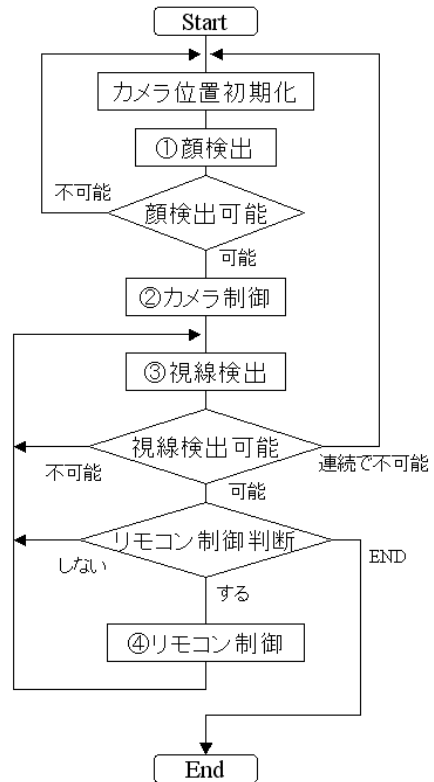 Start
カメラ位置初期化
①顔検出
不可能
顔検出可能
可能
②カメラ制御
③視線検出
視線検出可能
不可能
連続で不可能
可能
リモコン制御判断
しない
END
する
④リモコン制御
End